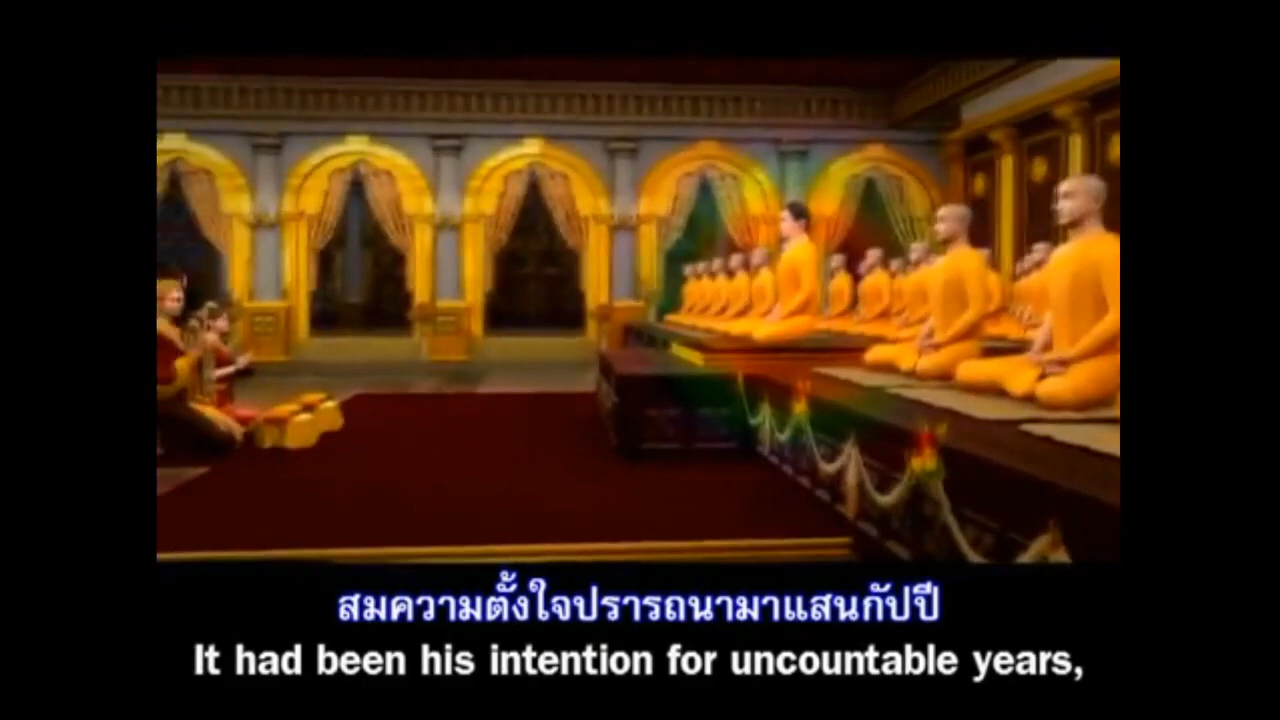 สมความตั้งใจปรารถนามาแสนกัปปี
It had been his intention for uncountable years,